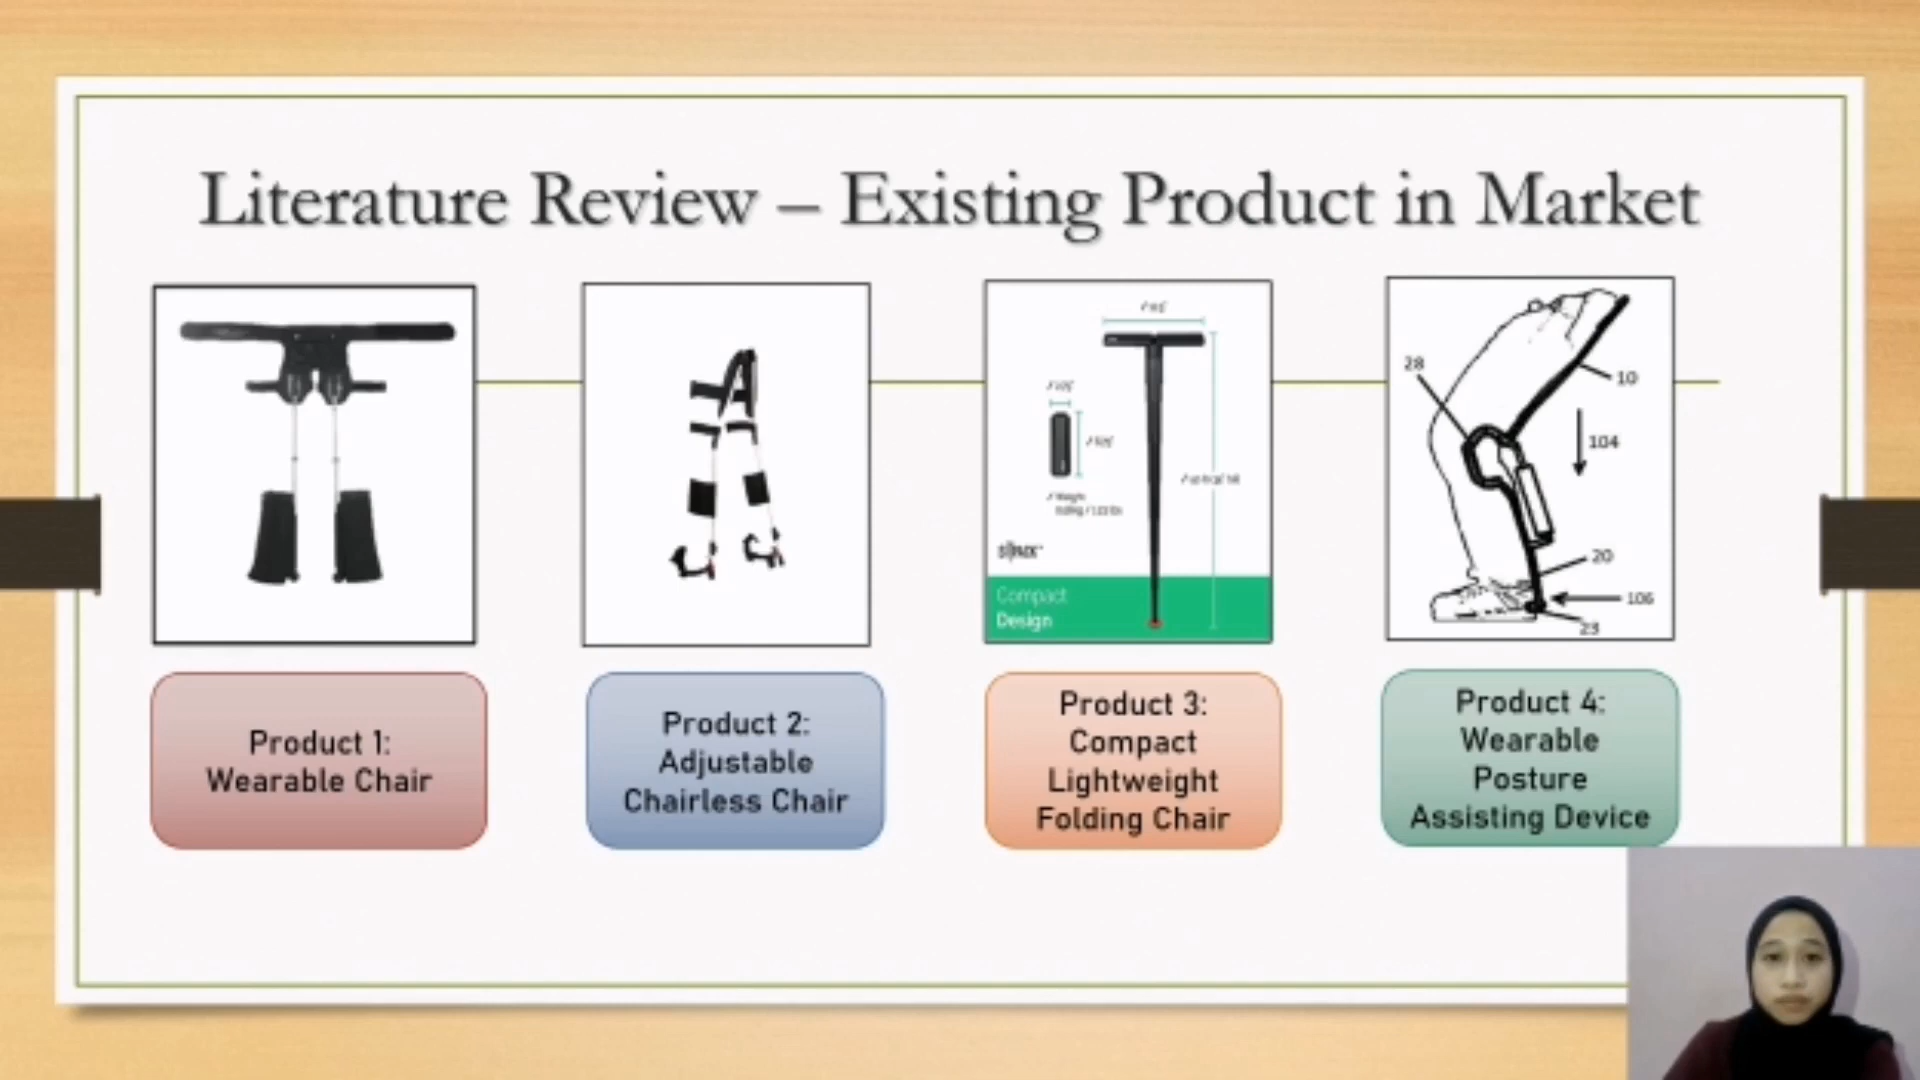 Literature Review – Existing Product in Market
28
10
104
20
106
23
Compact
Design
Product 1:
Wearable Chair
Product 2:
Adjustable
Chairless Chair
Product 3:
Compact
Lightweight
Folding Chair
Product 4:
Wearable
Posture
Assisting Device